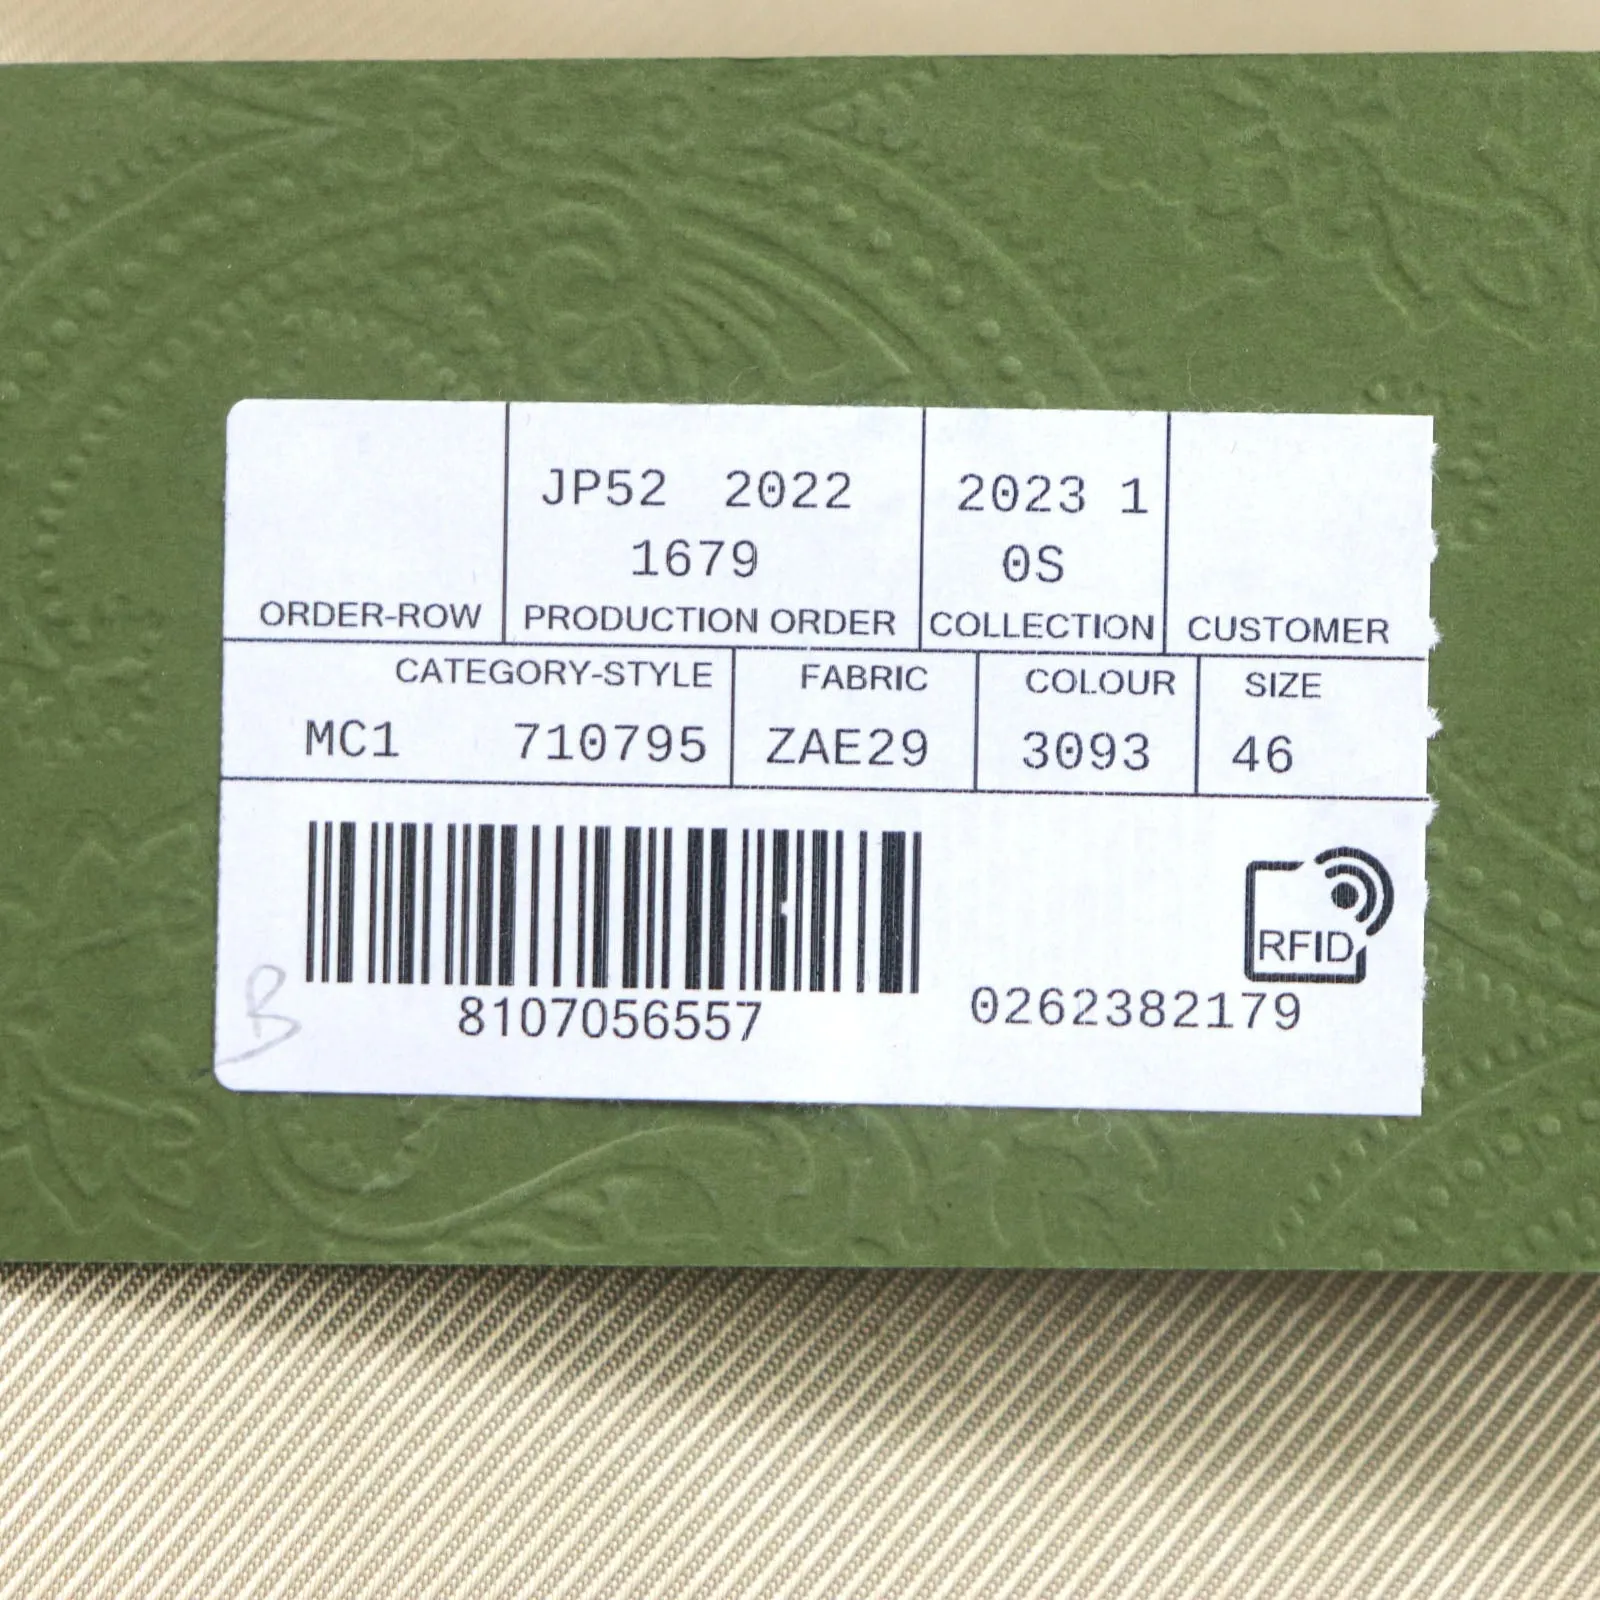 JP52 2022
1679
2023 1
0S
ORDER-ROW PRODUCTION ORDER COLLECTION CUSTOMER
CATEGORY-STYLE FABRIC COLOUR SIZE
MC1 710795 ZAE29 3093 46
RFID
8107056557
0262382179
B